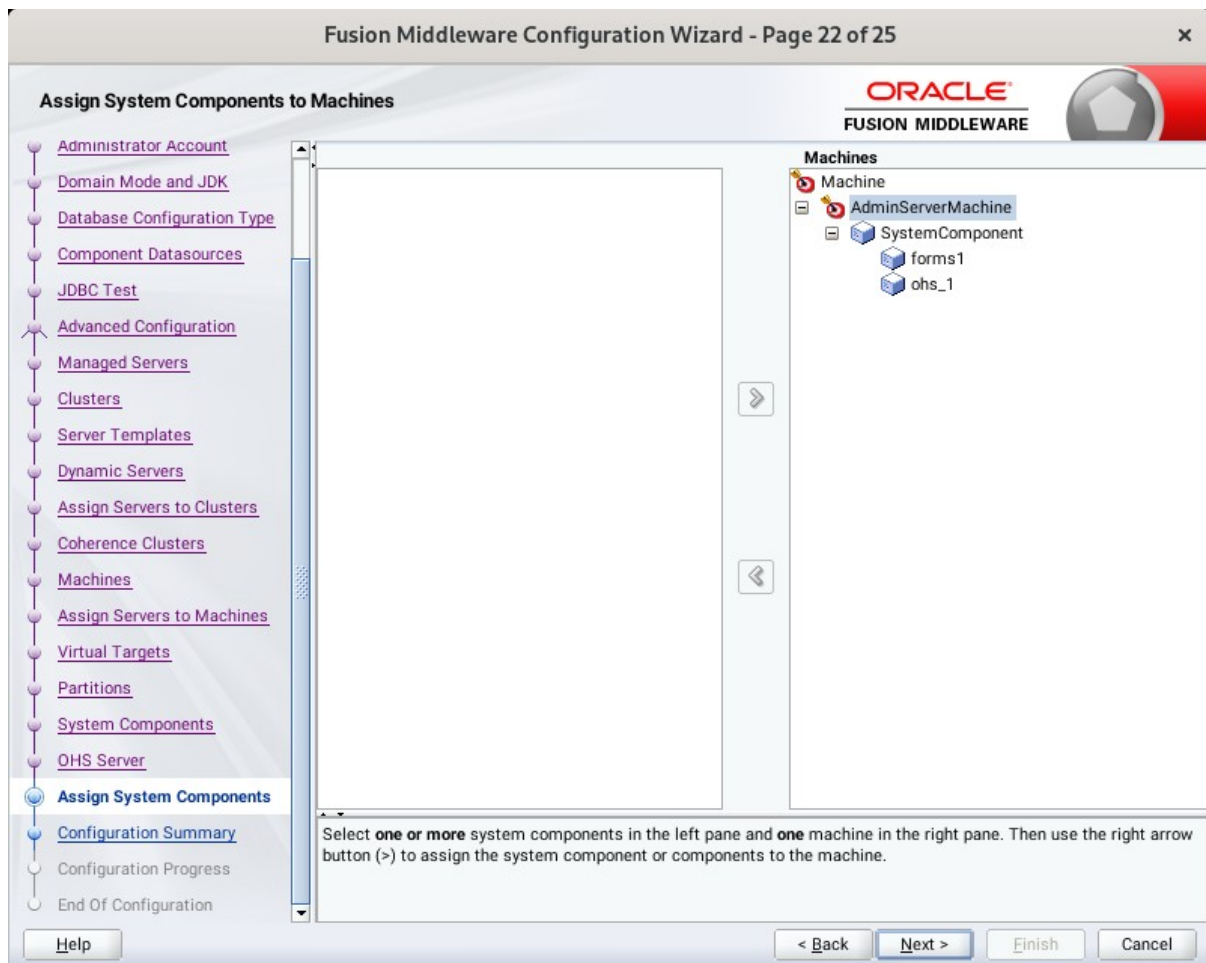 Fusion Middleware Configuration Wizard - Page 22 of 25
Assign System Components to Machines
ORACLE
FUSION MIDDLEWARE
Administrator Account
Domain Mode and JDK
Database Configuration Type
Component Datasources
JDBC Test
Advanced Configuration
Managed Servers
Clusters
Server Templates
Dynamic Servers
Assign Servers to Clusters
Coherence Clusters
Machines
Assign Servers to Machines
Virtual Targets
Partitions
System Components
OHS Server
Assign System Components
Configuration Summary
Configuration Progress
End Of Configuration
Machines
Machine
AdminServerMachine
SystemComponent
forms1
ohs_1
Select one or more system components in the left pane and one machine in the right pane. Then use the right arrow
button (>) to assign the system component or components to the machine.
Help
< Back
Next >
Finish
Cancel